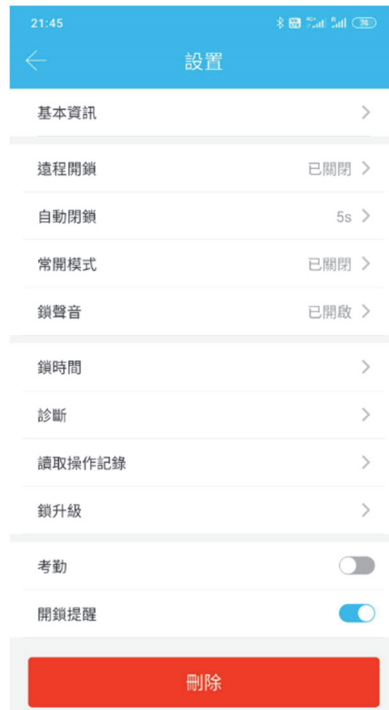 21:45
設置
基本資訊
遠程開鎖 已關閉
自動閉鎖 5s
常開模式 已關閉
鎖聲音 已開啟
鎖時間
診斷
讀取操作記錄
鎖升級
考勤
開鎖提醒
刪除